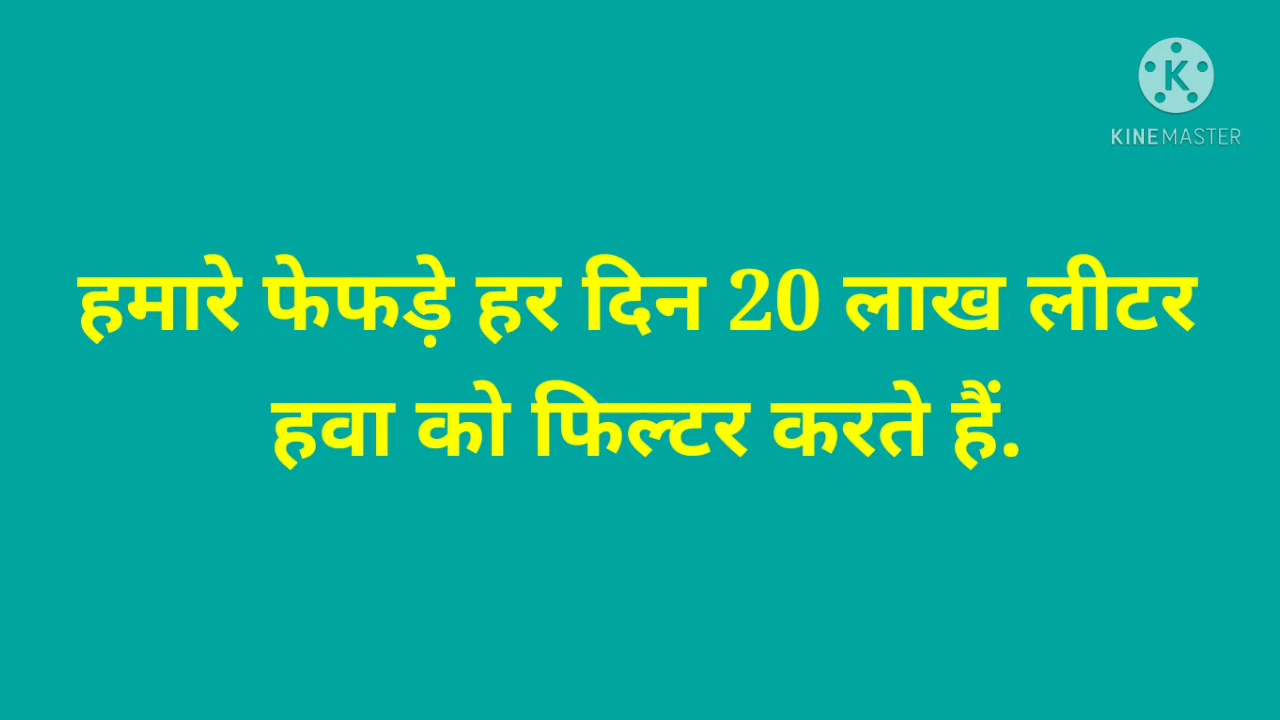 KINEMASTER
हमारे फेफड़े हर दिन 20 लाख लीटर
हवा को फिल्टर करते हैं.